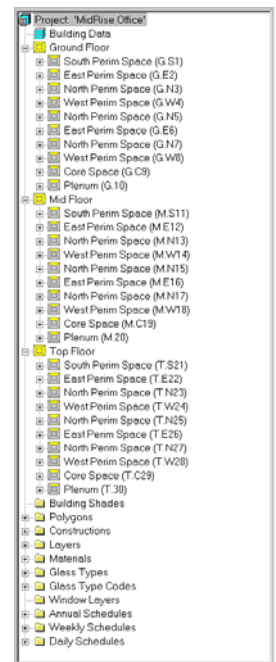 Project: 'MidRise Office'
Building Data
Ground Floor
South Perim Space (G.S1)
East Perim Space (G.E2)
North Perim Space (G.N3)
West Perim Space (G.W4)
North Perim Space (G.N5)
East Perim Space (G.E6)
North Perim Space (G.N7)
West Perim Space (G.W8)
Core Space (G.C9)
Plenum (G.10)
Mid Floor
South Perim Space (M.S11)
East Perim Space (M.E12)
North Perim Space (M.N13)
West Perim Space (M.W14)
North Perim Space (M.N15)
East Perim Space (M.E16)
North Perim Space (M.N17)
West Perim Space (M.W18)
Core Space (M.C19)
Plenum (M.20)
Top Floor
South Perim Space (T.S21)
East Perim Space (T.E22)
North Perim Space (T.N23)
West Perim Space (T.W24)
North Perim Space (T.N25)
East Perim Space (T.E26)
North Perim Space (T.N27)
West Perim Space (T.W28)
Core Space (T.C29)
Plenum (T.30)
Building Shades
Polygons
Constructions
Layers
Materials
Glass Types
Glass Type Codes
Window Layers
Annual Schedules
Weekly Schedules
Daily Schedules